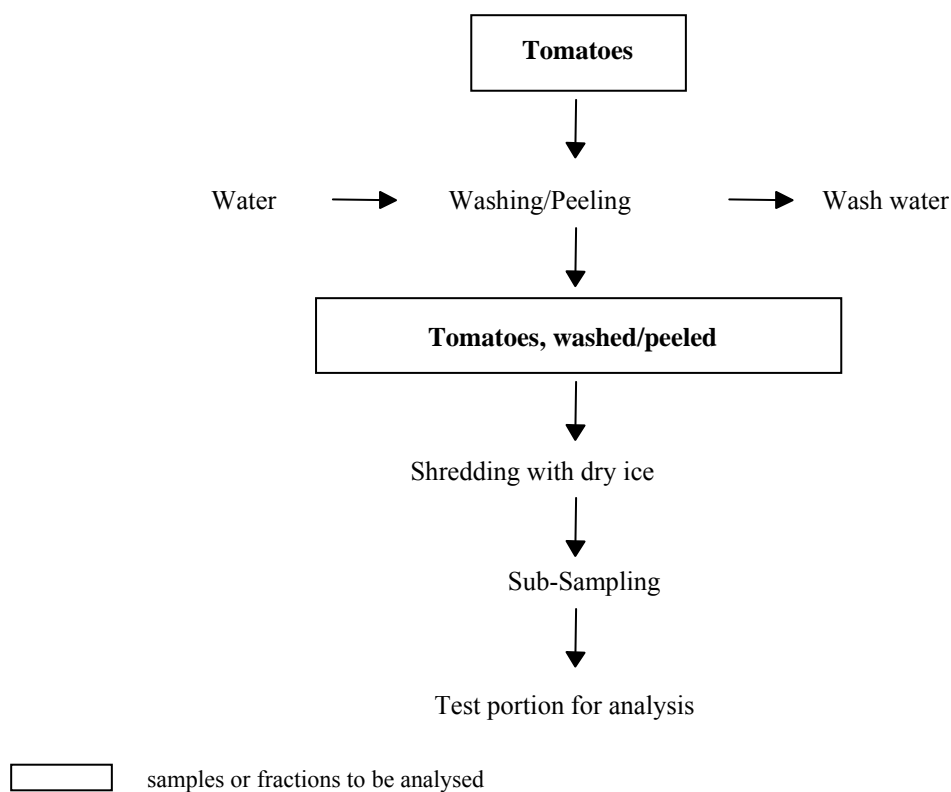 Tomatoes
Water
Washing/Peeling
Wash water
Tomatoes, washed/peeled
Shredding with dry ice
Sub-Sampling
Test portion for analysis
samples or fractions to be analysed